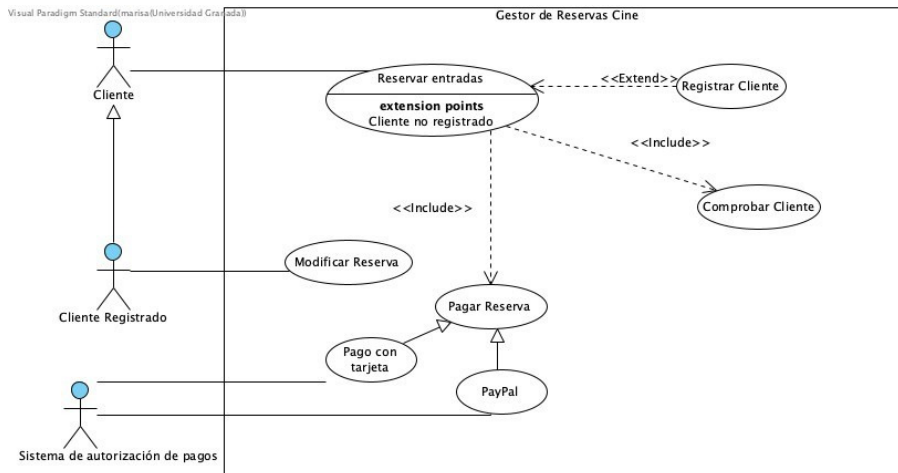 Visual Paradigm Standard(marisa(Universidad Granada))
Gestor de Reservas Cine
Cliente
Reservar entradas
extension points
Cliente no registrado
<<Extend>>
Registrar Cliente
<<Include>>
Comprobar Cliente
<<Include>>
Cliente Registrado
Modificar Reserva
Pagar Reserva
Pago con
tarjeta
PayPal
Sistema de autorización de pagos